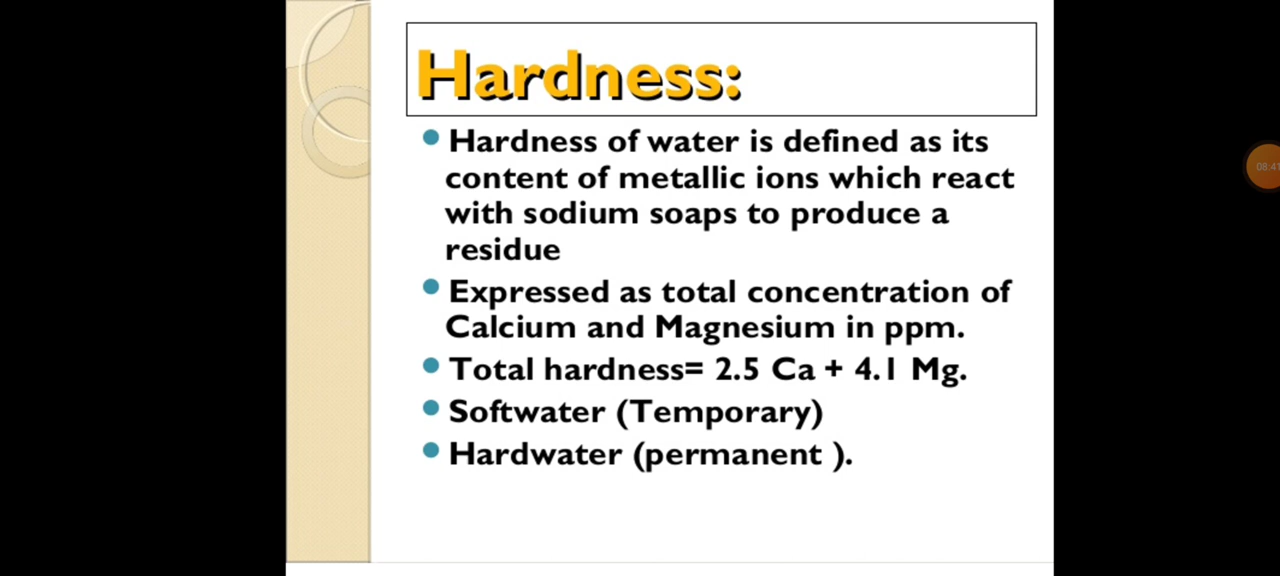 Hardness:
Hardness of water is defined as its
content of metallic ions which react
with sodium soaps to produce a
residue
Expressed as total concentration of
Calcium and Magnesium in ppm.
Total hardness= 2.5 Ca + 4.1 Mg.
Softwater (Temporary)
Hardwater (permanent ).
08:41